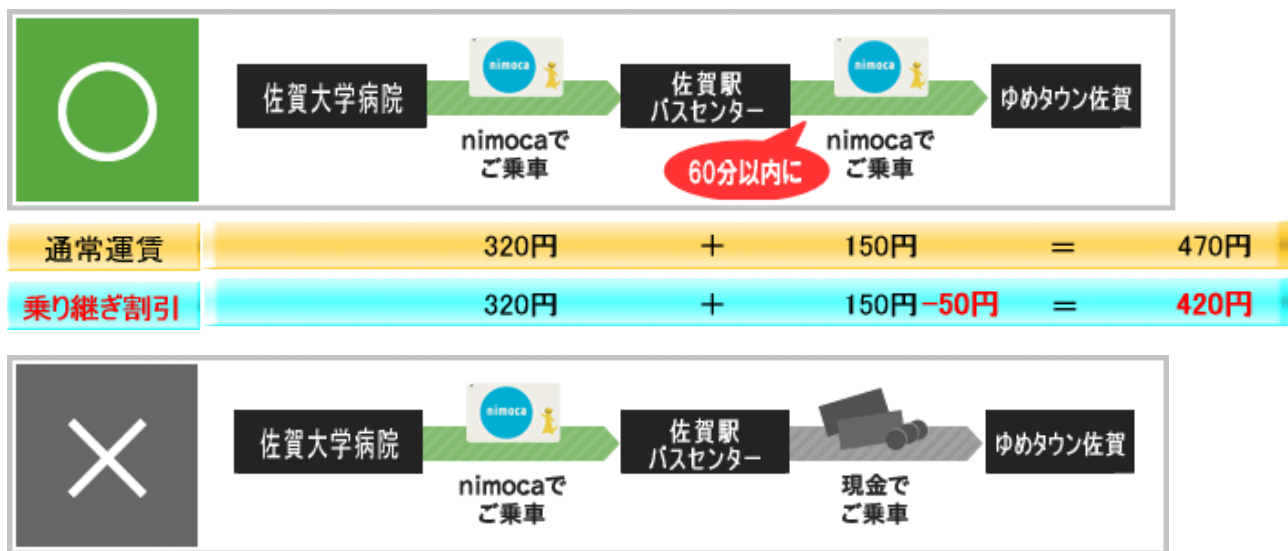 nimoca
nimoca
佐賀大学病院
佐賀駅
バスセンター
ゆめタウン佐賀
nimocaで
ご乗車
60分以内に
nimocaで
ご乗車
通常運賃 320円 + 150円 = 470円
乗り継ぎ割引 320円 + 150円-50円 = 420円
nimoca
佐賀大学病院
佐賀駅
バスセンター
ゆめタウン佐賀
nimocaで
ご乗車
現金で
ご乗車